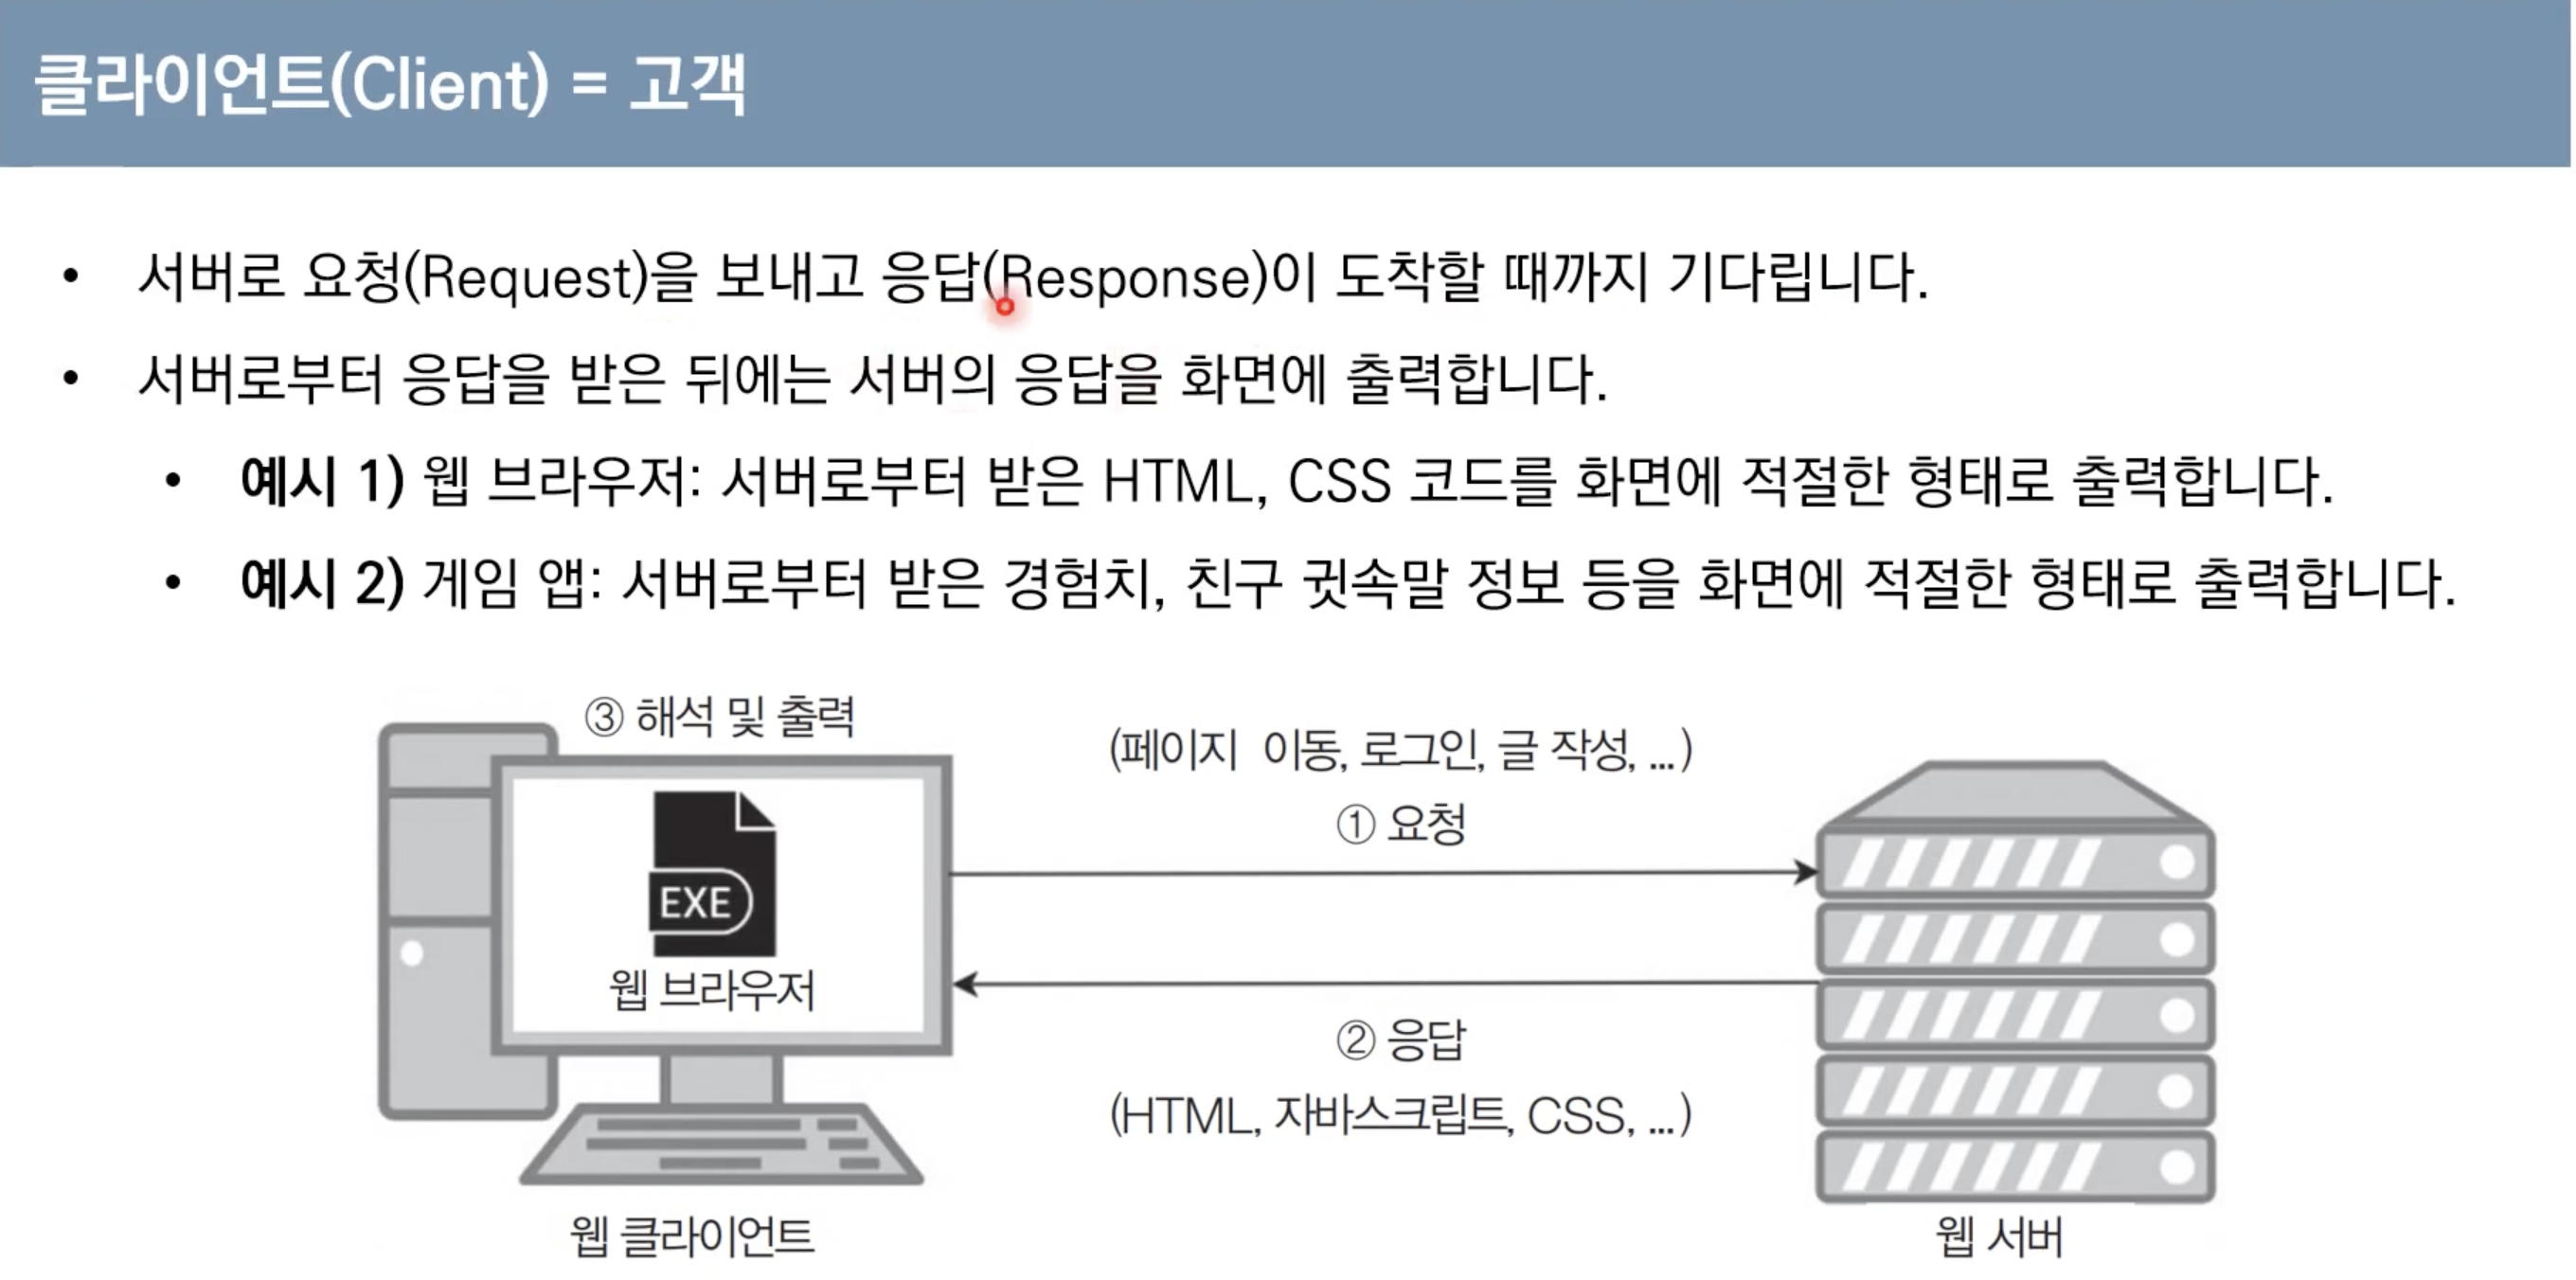 클라이언트(Client) = 고객
• 서버로 요청(Request)을 보내고 응답(Response)이 도착할 때까지 기다립니다.
• 서버로부터 응답을 받은 뒤에는 서버의 응답을 화면에 출력합니다.
• 예시 1) 웹 브라우저: 서버로부터 받은 HTML, CSS 코드를 화면에 적절한 형태로 출력합니다.
• 예시 2) 게임 앱: 서버로부터 받은 경험치, 친구 귓속말 정보 등을 화면에 적절한 형태로 출력합니다.
③ 해석 및 출력
EXE
웹 브라우저
웹 클라이언트
(페이지 이동, 로그인, 글 작성, ...)
① 요청
② 응답
(HTML, 자바스크립트, CSS, ...)
웹 서버